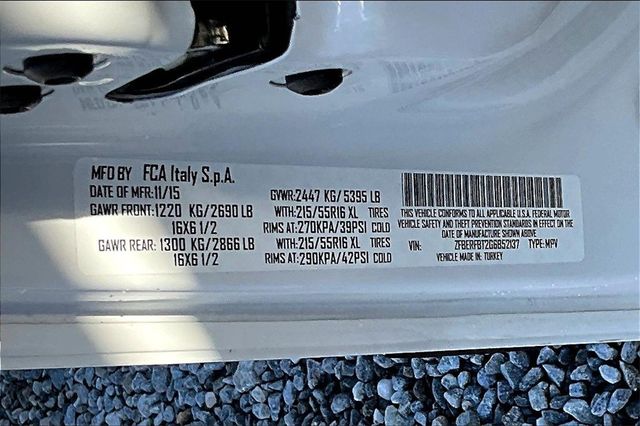 MFD BY FCA Italy S.p.A.
DATE OF MFR: 11/15 GVWR: 2447 KG/ 5395 LB
GAWR FRONT: 1220 KG/2690 LB WITH: 215/55R16 XL TIRES
16X6 1/2 RIMS AT: 270KPA/39PSI COLD
GAWR REAR: 1300 KG/2866 LB WITH: 215/55R16 XL TIRES
16X6 1/2 RIMS AT: 290KPA/42PSI COLD
THIS VEHICLE CONFORMS TO ALL APPLICABLE U.S.A. FEDERAL MOTOR
VEHICLE SAFETY AND THEFT PREVENTION STANDARDS IN EFFECT ON THE
DATE OF MANUFACTURE SHOWN ABOVE
VIN: ZFBERFBT2G6B52137 TYPE: MPV
VEHICLE MADE IN: TURKEY